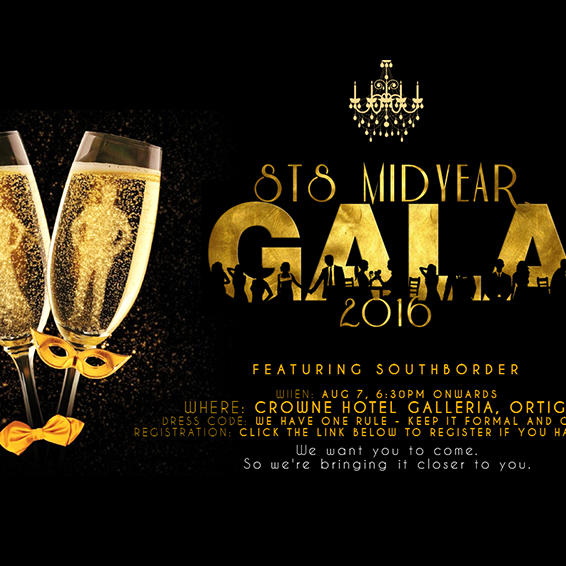 STS MIDYEAR
GALA
2016
FEATURING SOUTHBORDER
WHEN: AUG 7, 6:30PM ONWARDS
WHERE: CROWNE HOTEL GALLERIA, ORTIG
DRESS CODE: WE HAVE ONE RULE - KEEP IT FORMAL AND
REGISTRATION: CLICK THE LINK BELOW TO REGISTER IF YOU HA
We want you to come.
So we're bringing it closer to you.